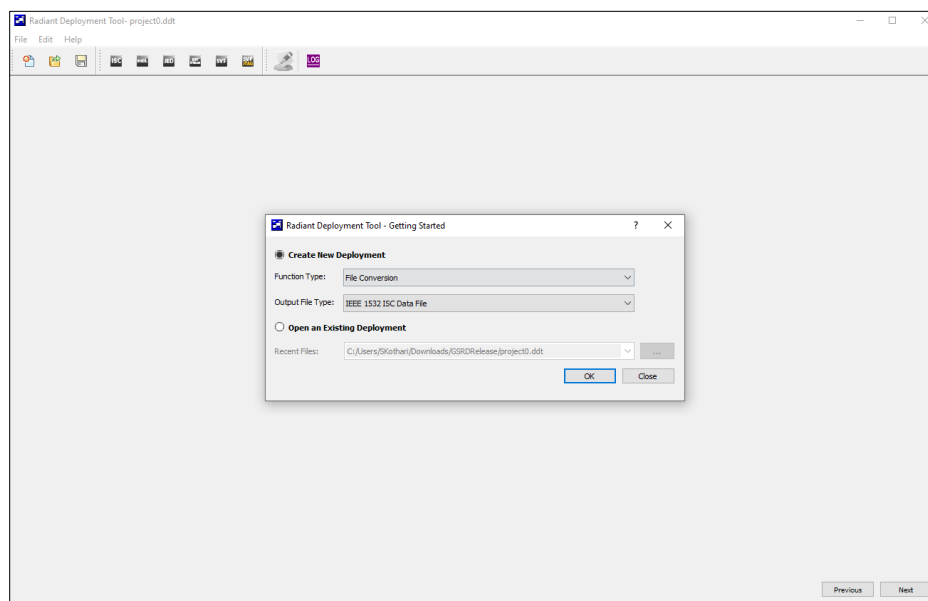 Radiant Deployment Tool- project0.ddt
File Edit Help
ISC JED SVF LOG
Radiant Deployment Tool - Getting Started
Create New Deployment
Function Type: File Conversion
Output File Type: IEEE 1532 ISC Data File
Open an Existing Deployment
Recent Files: C:/Users/SKothari/Downloads/GSRDRelease/project0.ddt ...
OK Close
Previous Next